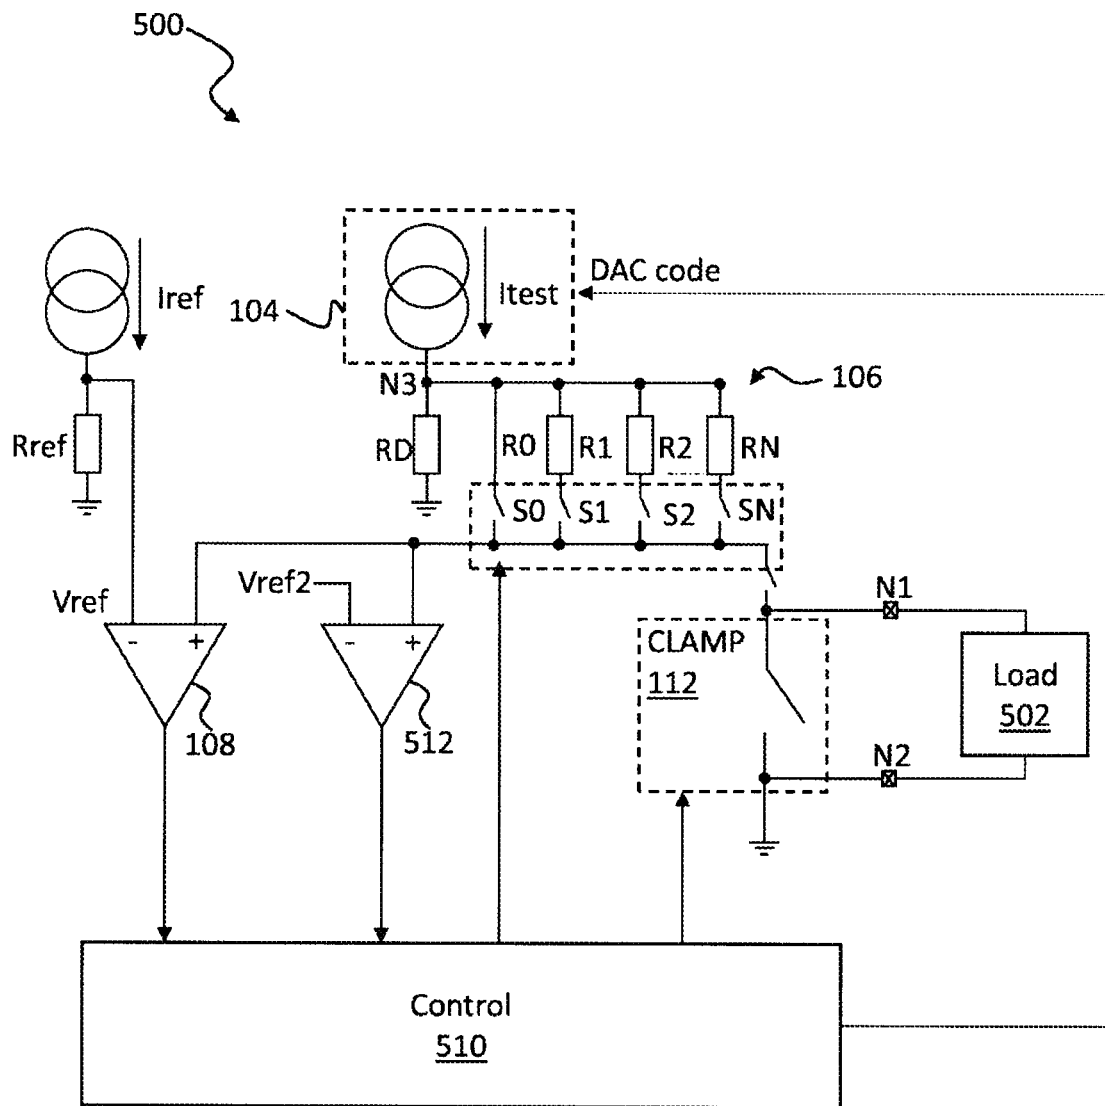 500
Iref
104
Itest
DAC code
N3
106
Rref
RD
R0
R1
R2
RN
S0
S1
S2
SN
Vref
Vref2
- +
- +
108
512
CLAMP
112
N1
Load
502
N2
Control
510